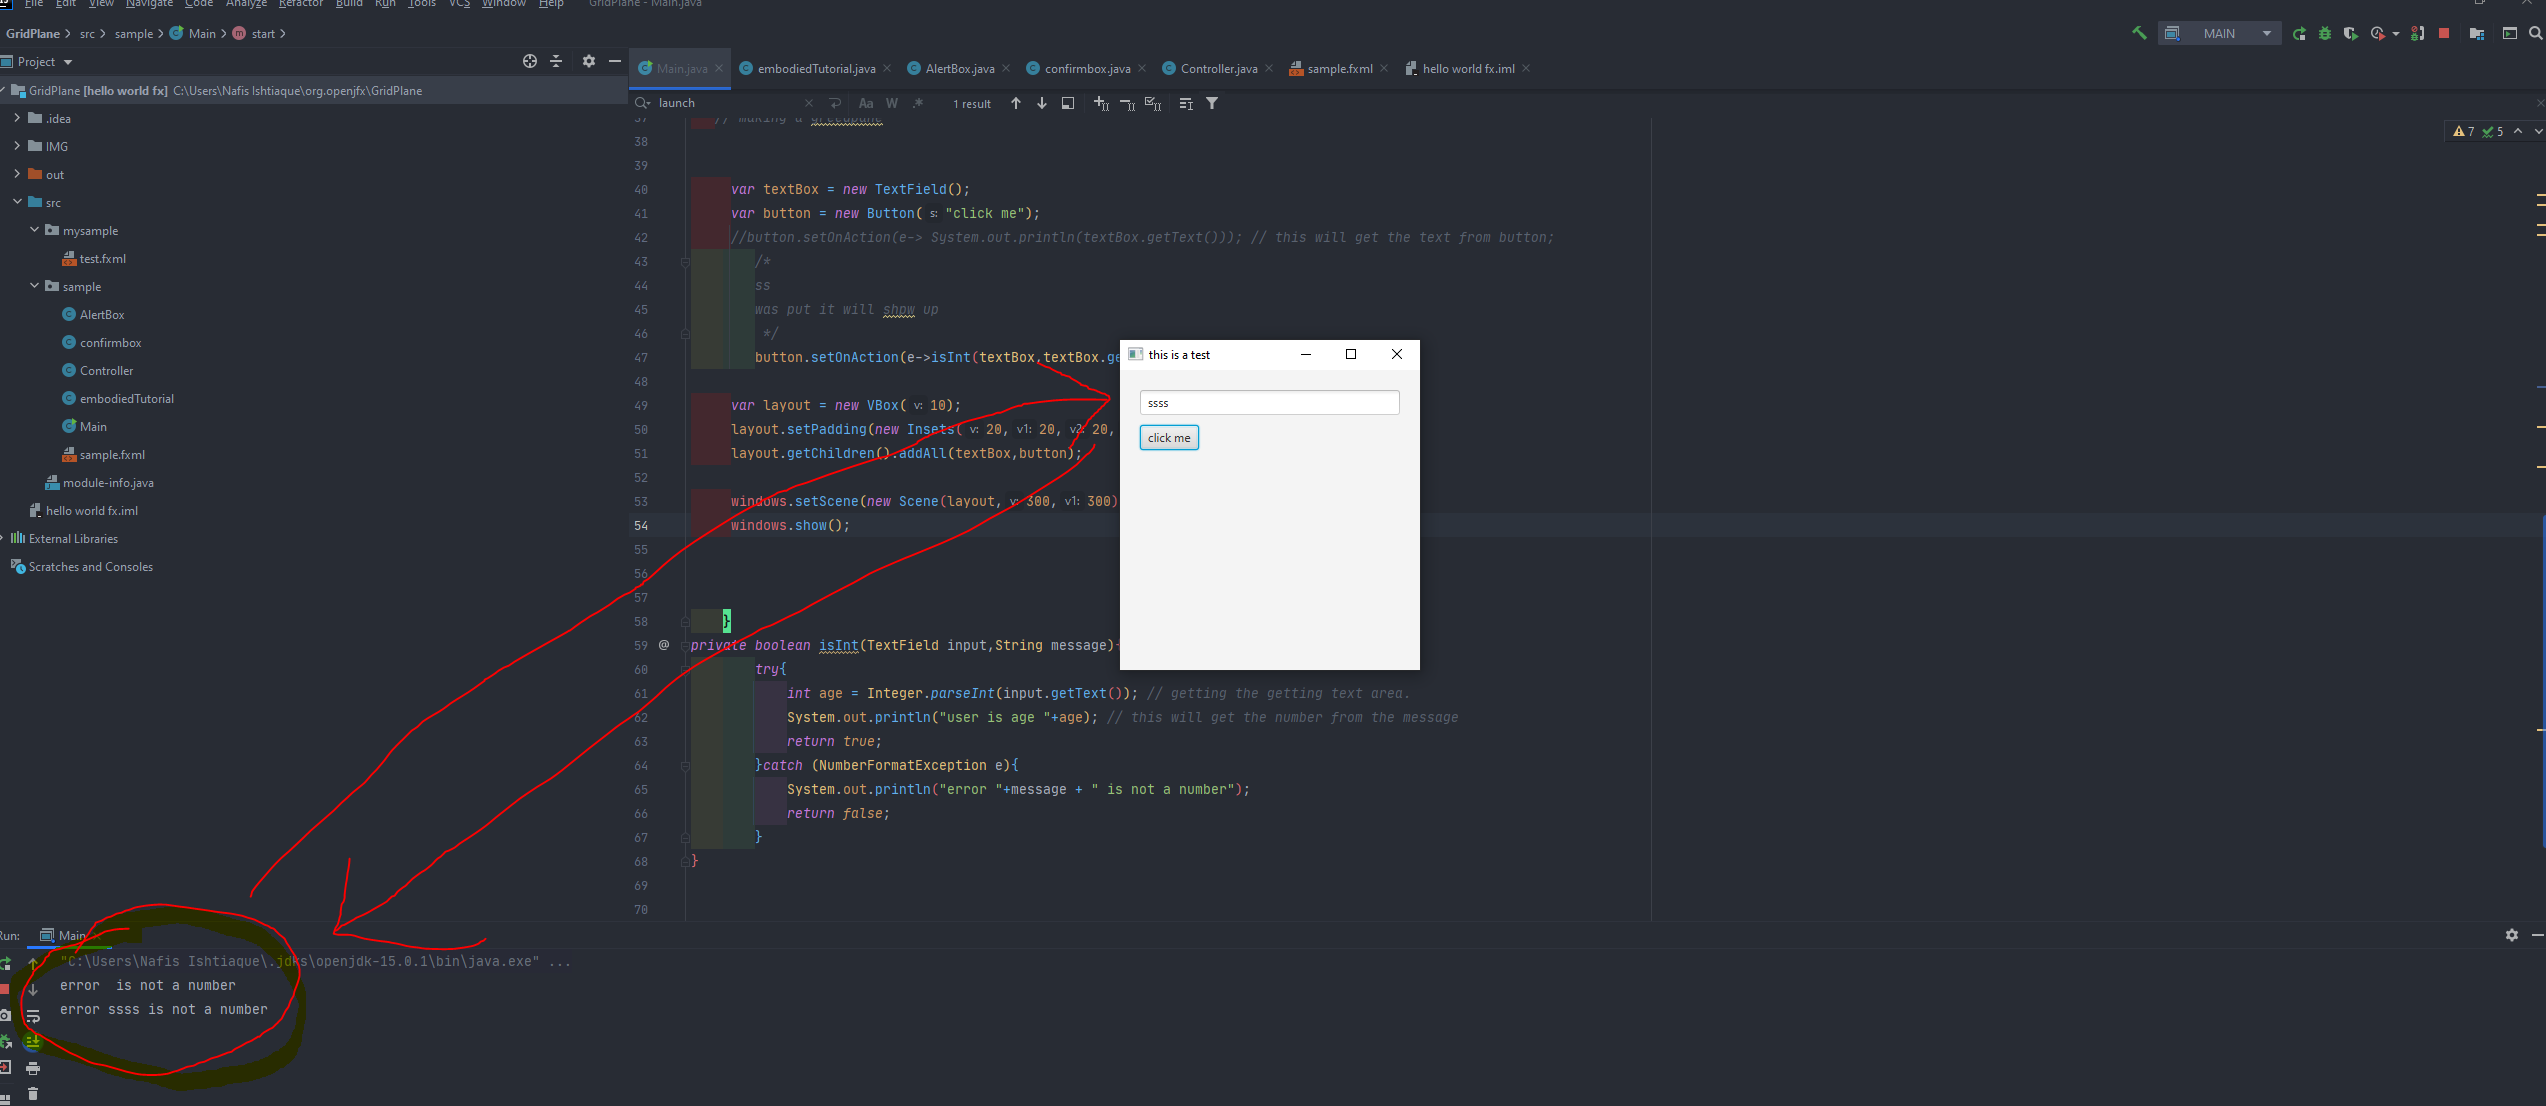 File Edit View Navigate Code Analyze Refactor Build Run Tools VCS Window Help GridPlane - Main.java
GridPlane src sample Main start
MAIN
Project
Main.java embodiedTutorial.java AlertBox.java confirmbox.java Controller.java sample.fxml hello world fx.iml
GridPlane [hello world fx] C:\Users\Nafis Ishtiaque\org.openjfx\GridPlane
.idea
IMG
out
src
mysample
test.fxml
sample
AlertBox
confirmbox
Controller
embodiedTutorial
Main
sample.fxml
module-info.java
hello world fx.iml
External Libraries
Scratches and Consoles
launch Aa W .* 1 result
7 5
37 // making a greedpane
38
39
40 var textBox = new TextField();
41 var button = new Button( s: "click me");
42 //button.setOnAction(e-> System.out.println(textBox.getText())); // this will get the text from button;
43 /*
44 ss
45 was put it will shpw up
46 */
47 button.setOnAction(e->isInt(textBox,textBox.ge
48
49 var layout = new VBox( v: 10);
50 layout.setPadding(new Insets( v: 20, v1: 20, v2: 20,
51 layout.getChildren().addAll(textBox,button);
52
53 windows.setScene(new Scene(layout, v: 300, v1: 300)
54 windows.show();
55
56
57
58 }
59 @ private boolean isInt(TextField input,String message){
60 try{
61 int age = Integer.parseInt(input.getText()); // getting the getting text area.
62 System.out.println("user is age "+age); // this will get the number from the message
63 return true;
64 }catch (NumberFormatException e){
65 System.out.println("error "+message + " is not a number");
66 return false;
67 }
68 }
69
70
this is a test
ssss
click me
Run: Main
"C:\Users\Nafis Ishtiaque\.jdks\openjdk-15.0.1\bin\java.exe" ...
error  is not a number
error ssss is not a number